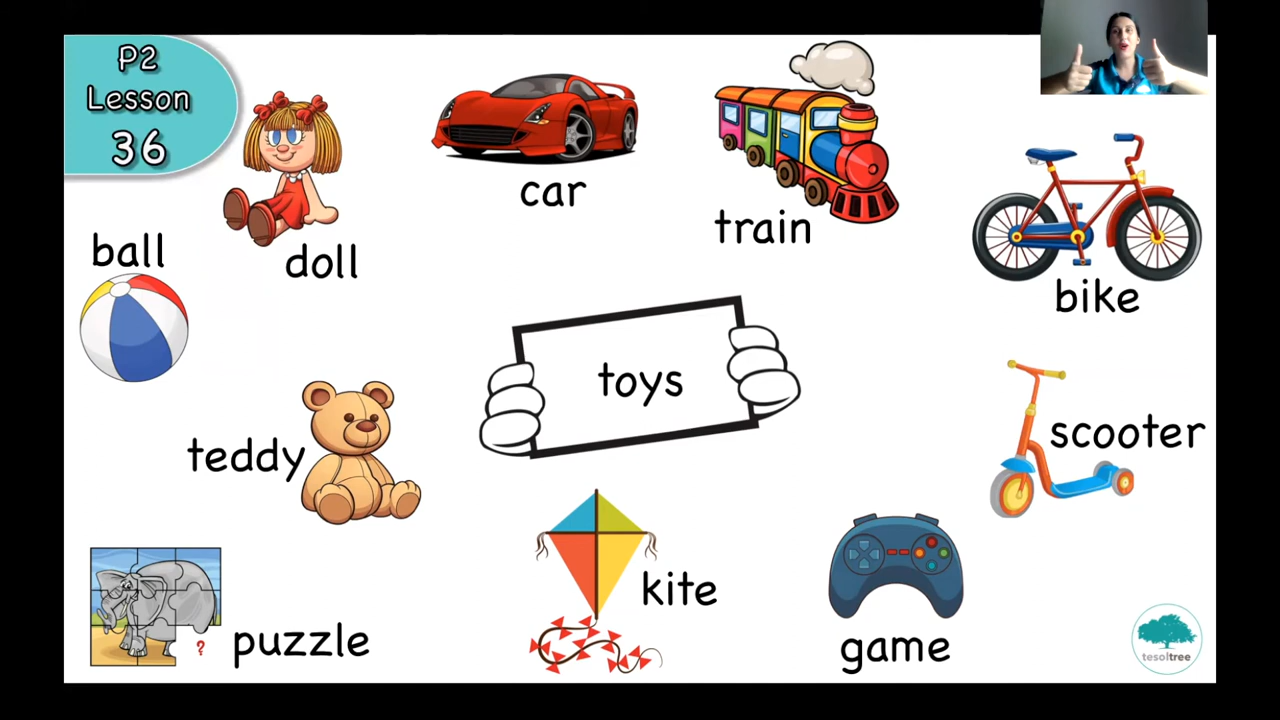 P2
Lesson
36
car
train
ball
doll
bike
toys
teddy
scooter
kite
puzzle
?
game
tesoltree